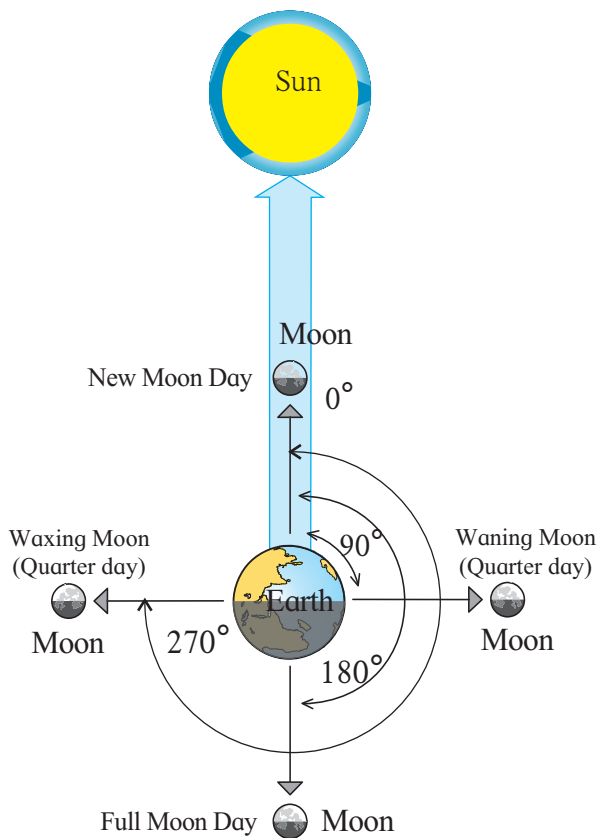 Sun
Moon
New Moon Day
0°
Waxing Moon
(Quarter day)
90°
Waning Moon
(Quarter day)
Earth
Moon
270°
180°
Moon
Full Moon Day
Moon